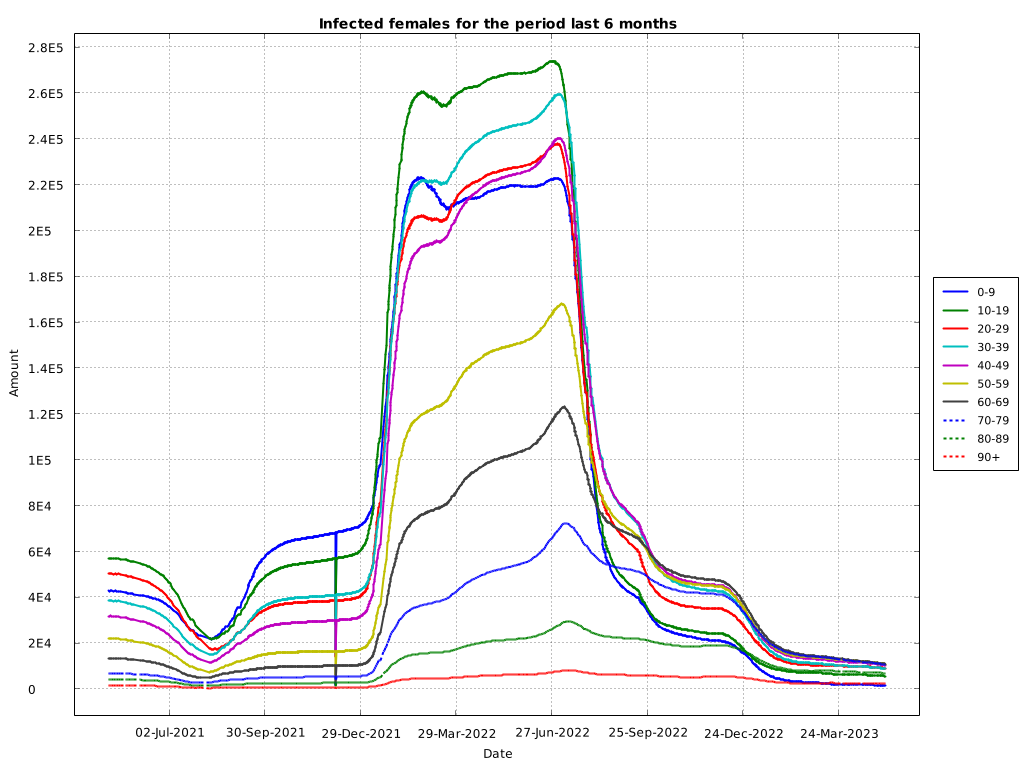 Infected females for the period last 6 months
2.8E5
2.6E5
2.4E5
2.2E5
2E5
1.8E5
1.6E5
1.4E5
1.2E5
1E5
8E4
6E4
4E4
2E4
0
Amount
02-Jul-2021
30-Sep-2021
29-Dec-2021
29-Mar-2022
27-Jun-2022
25-Sep-2022
24-Dec-2022
24-Mar-2023
Date
0-9
10-19
20-29
30-39
40-49
50-59
60-69
70-79
80-89
90+